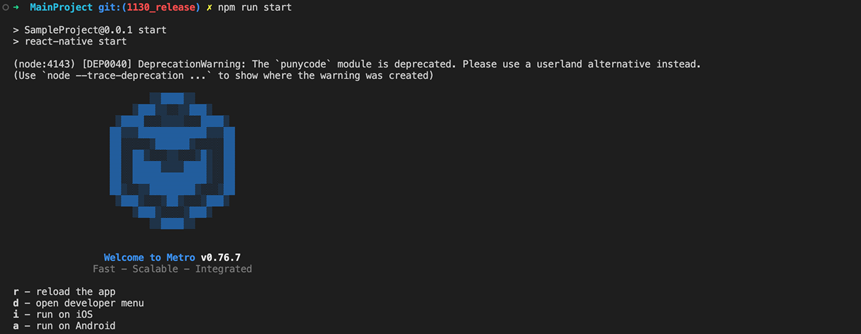 ➜ MainProject git:(1130_release) ✗ npm run start
> SampleProject@0.0.1 start
> react-native start
(node:4143) [DEP0040] DeprecationWarning: The `punycode` module is deprecated. Please use a userland alternative instead.
(Use `node --trace-deprecation ...` to show where the warning was created)
Welcome to Metro v0.76.7
Fast - Scalable - Integrated
r - reload the app
d - open developer menu
i - run on iOS
a - run on Android